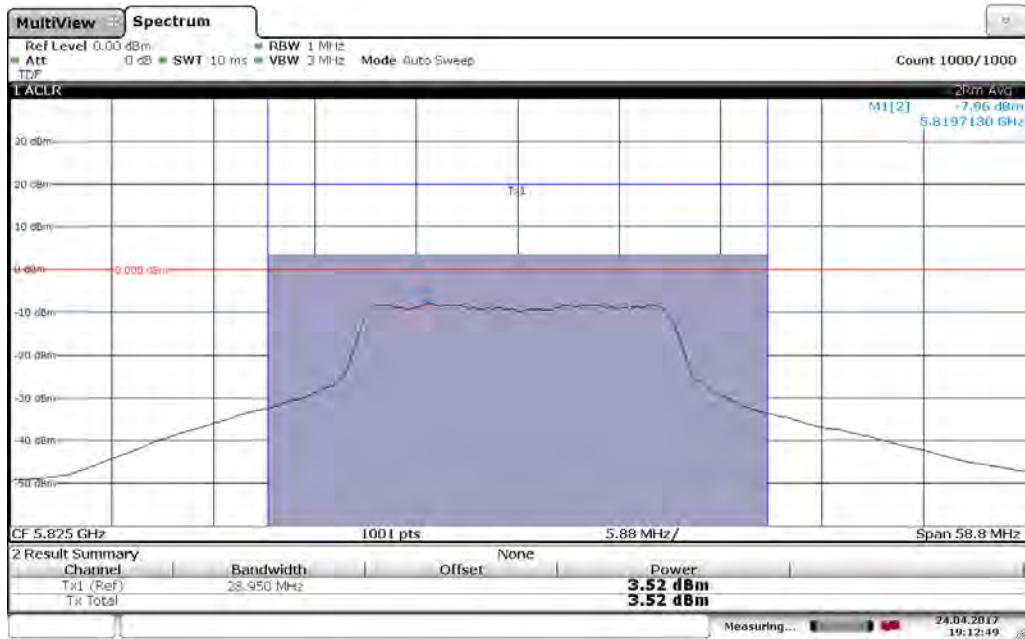 MultiView Spectrum
Ref Level 0.00 dBm RBW 1 MHz
Att 0 dB SWT 10 ms VBW 3 MHz Mode Auto Sweep Count 1000/1000
TDF
1 ACLR 2Rm Avg
M1[2] -7.96 dBm
5.8197130 GHz
30 dBm
20 dBm
Tx1
10 dBm
0 dBm 0.000 dBm
-10 dBm
-20 dBm
-30 dBm
-40 dBm
-50 dBm
CF 5.825 GHz 1001 pts 5.88 MHz/ Span 58.8 MHz
2 Result Summary None
Channel Bandwidth Offset Power
Tx1 (Ref) 28.950 MHz 3.52 dBm
Tx Total 3.52 dBm
Measuring... 24.04.2017
19:12:49